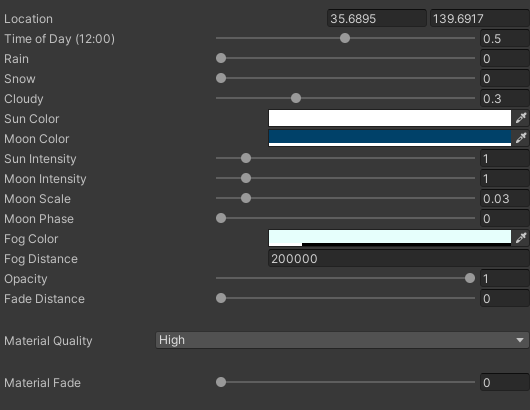 Location 35.6895 139.6917
Time of Day (12:00) 0.5
Rain 0
Snow 0
Cloudy 0.3
Sun Color
Moon Color
Sun Intensity 1
Moon Intensity 1
Moon Scale 0.03
Moon Phase 0
Fog Color
Fog Distance 200000
Opacity 1
Fade Distance 0
Material Quality High
Material Fade 0